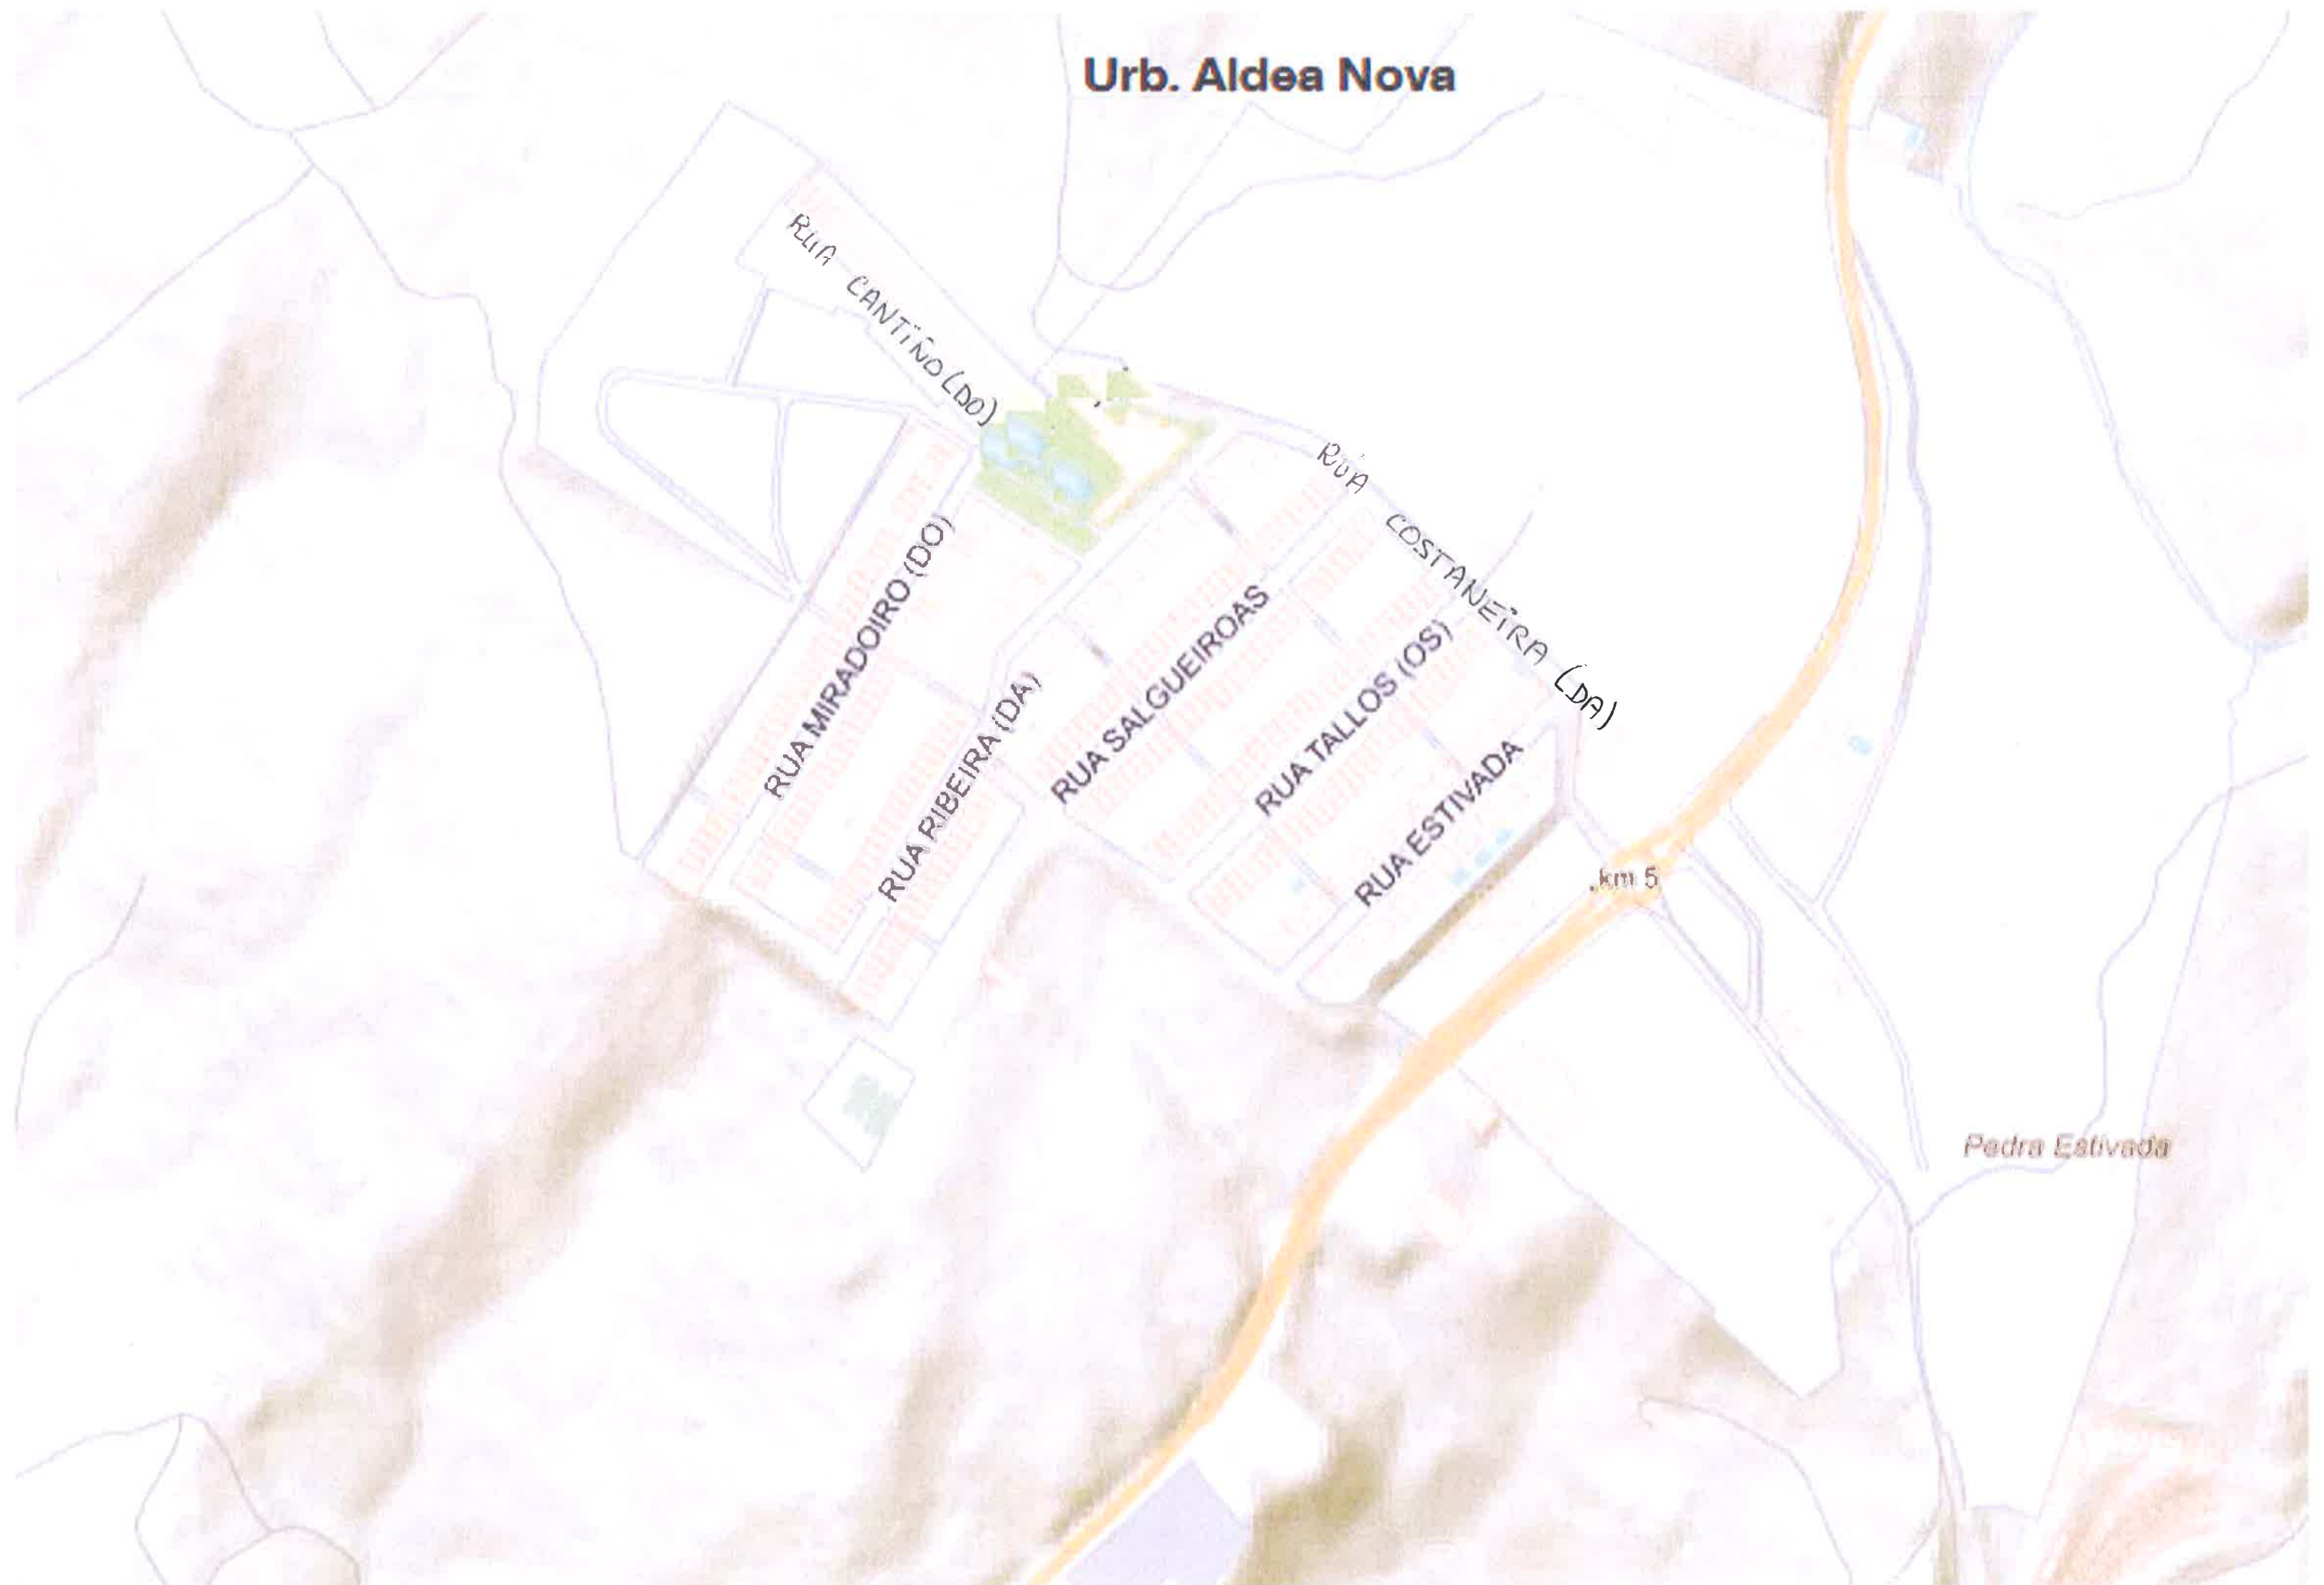 Urb. Aldea Nova
RUA CANTIÑO (DO)
RUA COSTANEIRA (DA)
RUA MIRADOIRO (DO)
RUA RIBEIRA (DA)
RUA SALGUEIROAS
RUA TALLOS (OS)
RUA ESTIVADA
km 5
Pedra Estivada